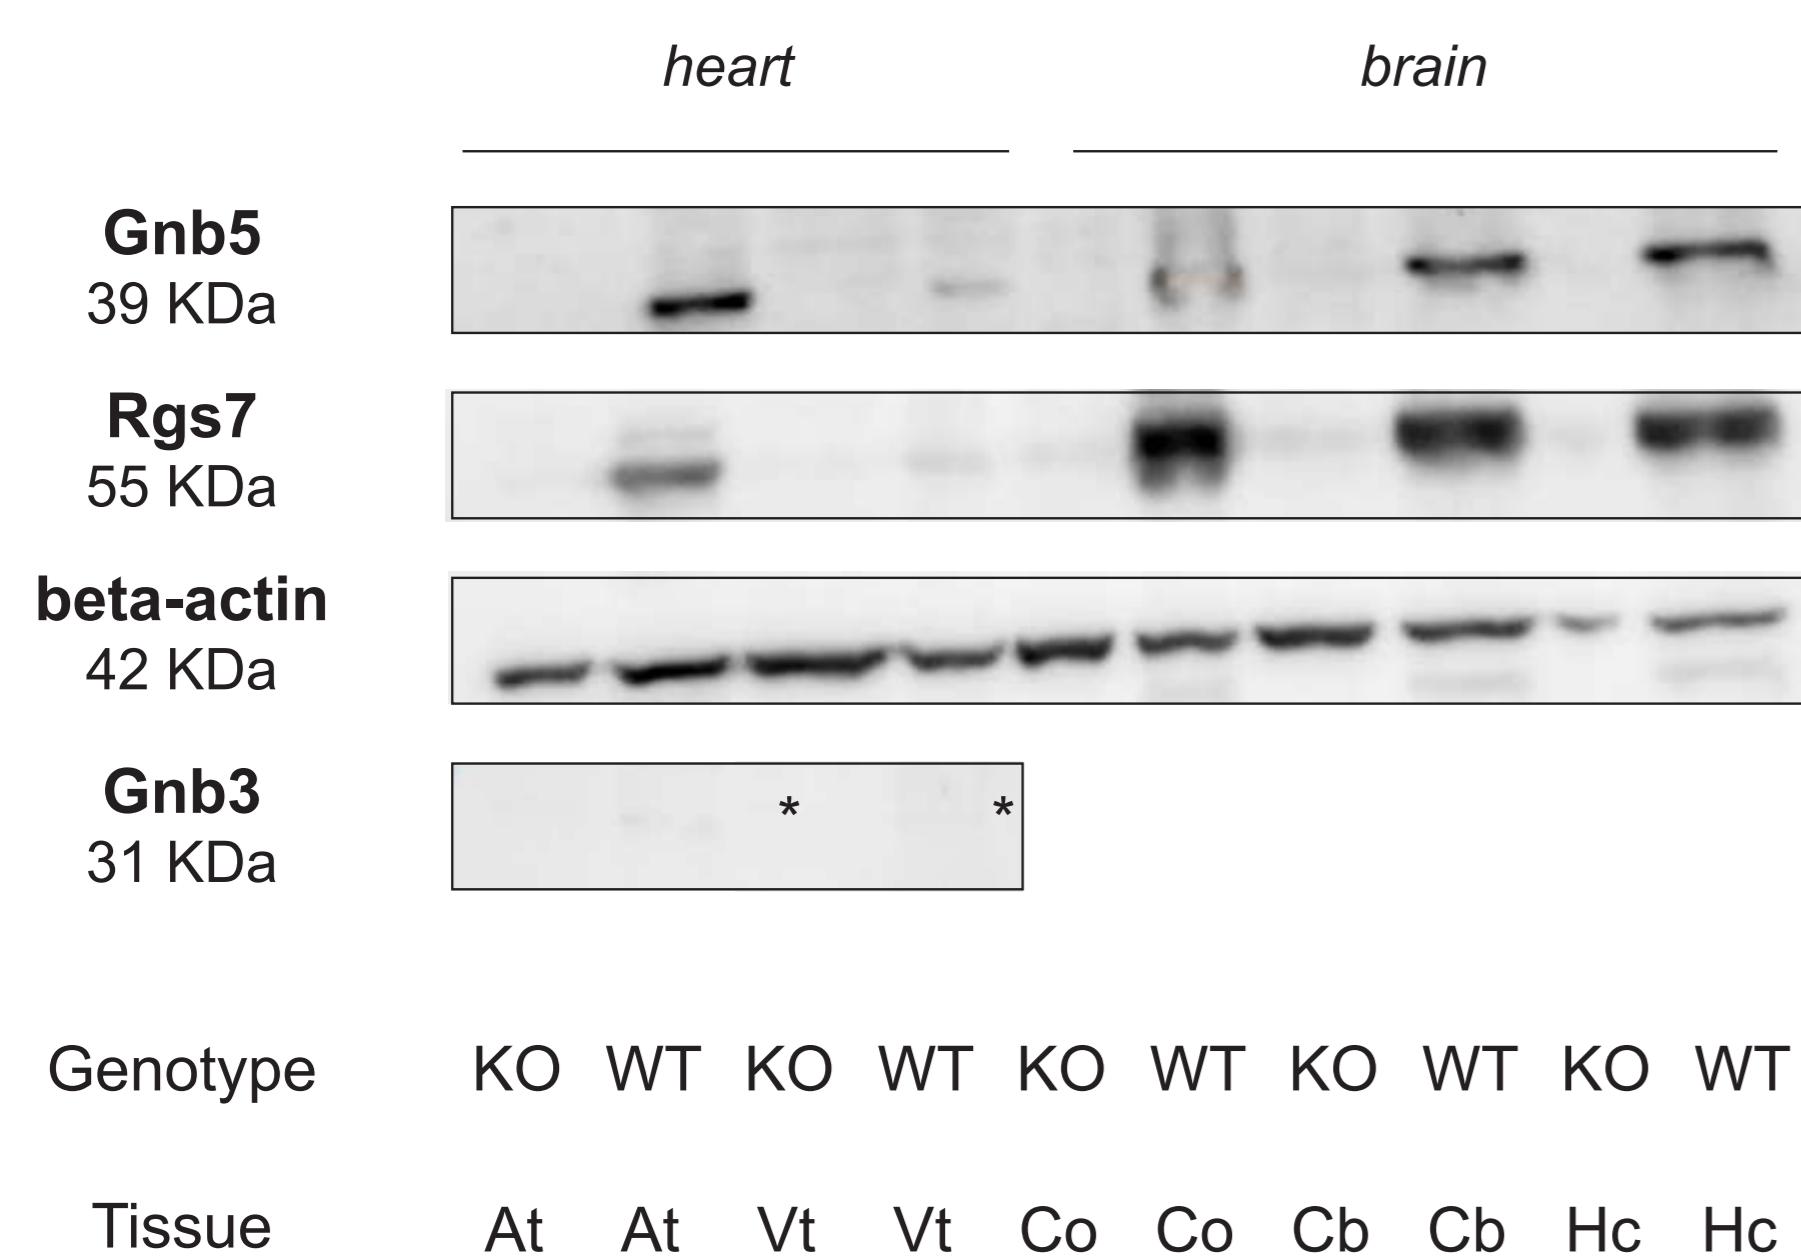 heart brain
Gnb5
39 KDa
Rgs7
55 KDa
beta-actin
42 KDa
Gnb3
31 KDa
* *
Genotype KO WT KO WT KO WT KO WT KO WT
Tissue At At Vt Vt Co Co Cb Cb Hc Hc